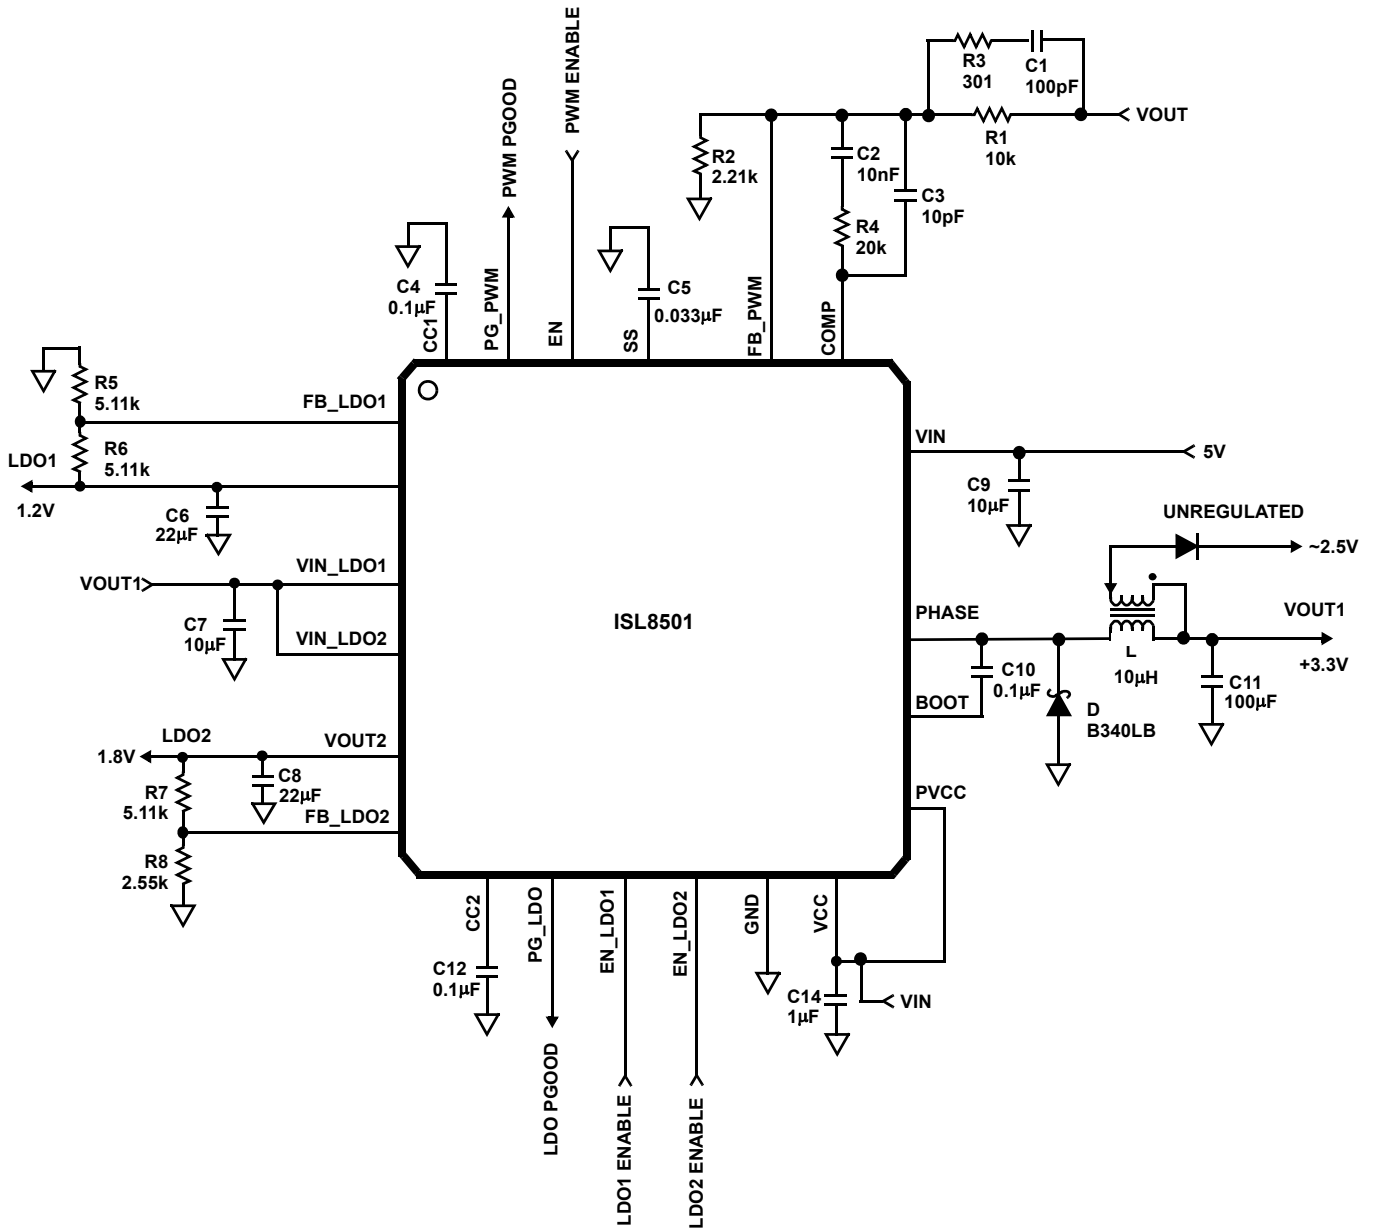 PWM PGOOD
PWM ENABLE
R3
301
C1
100pF
VOUT
R1
10k
R2
2.21k
C2
10nF
C3
10pF
R4
20k
C4
0.1µF
C5
0.033µF
CC1
PG_PWM
EN
SS
FB_PWM
COMP
R5
5.11k
FB_LDO1
R6
5.11k
LDO1
1.2V
C6
22µF
VIN
5V
C9
10µF
UNREGULATED
~2.5V
VOUT1
VIN_LDO1
C7
10µF
VIN_LDO2
ISL8501
PHASE
VOUT1
L
10µH
+3.3V
C10
0.1µF
C11
100µF
BOOT
D
B340LB
LDO2
1.8V
VOUT2
C8
22µF
R7
5.11k
FB_LDO2
R8
2.55k
PVCC
CC2
PG_LDO
EN_LDO1
EN_LDO2
GND
VCC
C12
0.1µF
C14
1µF
VIN
LDO PGOOD
LDO1 ENABLE
LDO2 ENABLE